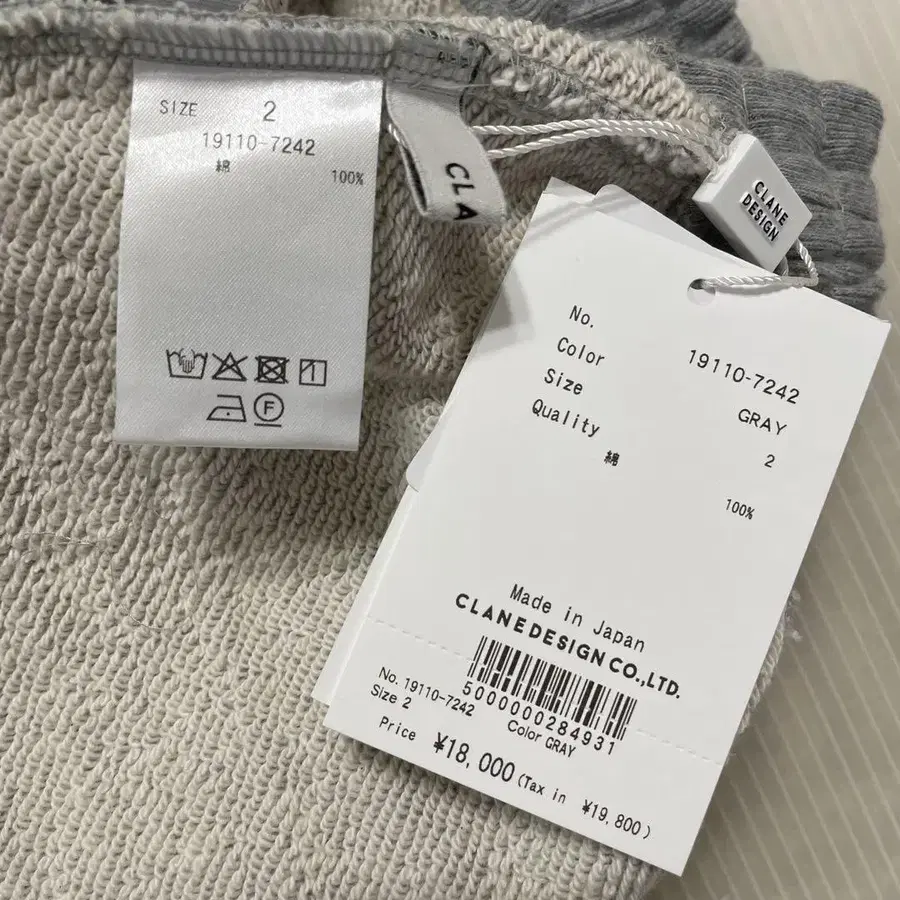 SIZE 2
19110-7242
綿
100%
CLA
CLANE
DESIGN
No. 19110-7242
Color GRAY
Size 2
Quality
綿
100%
Made in Japan
CLANE DESIGN CO.,LTD.
5000000284931
No. 19110-7242
Size 2 Color GRAY
Price ¥18,000 (Tax in ¥19,800)
F